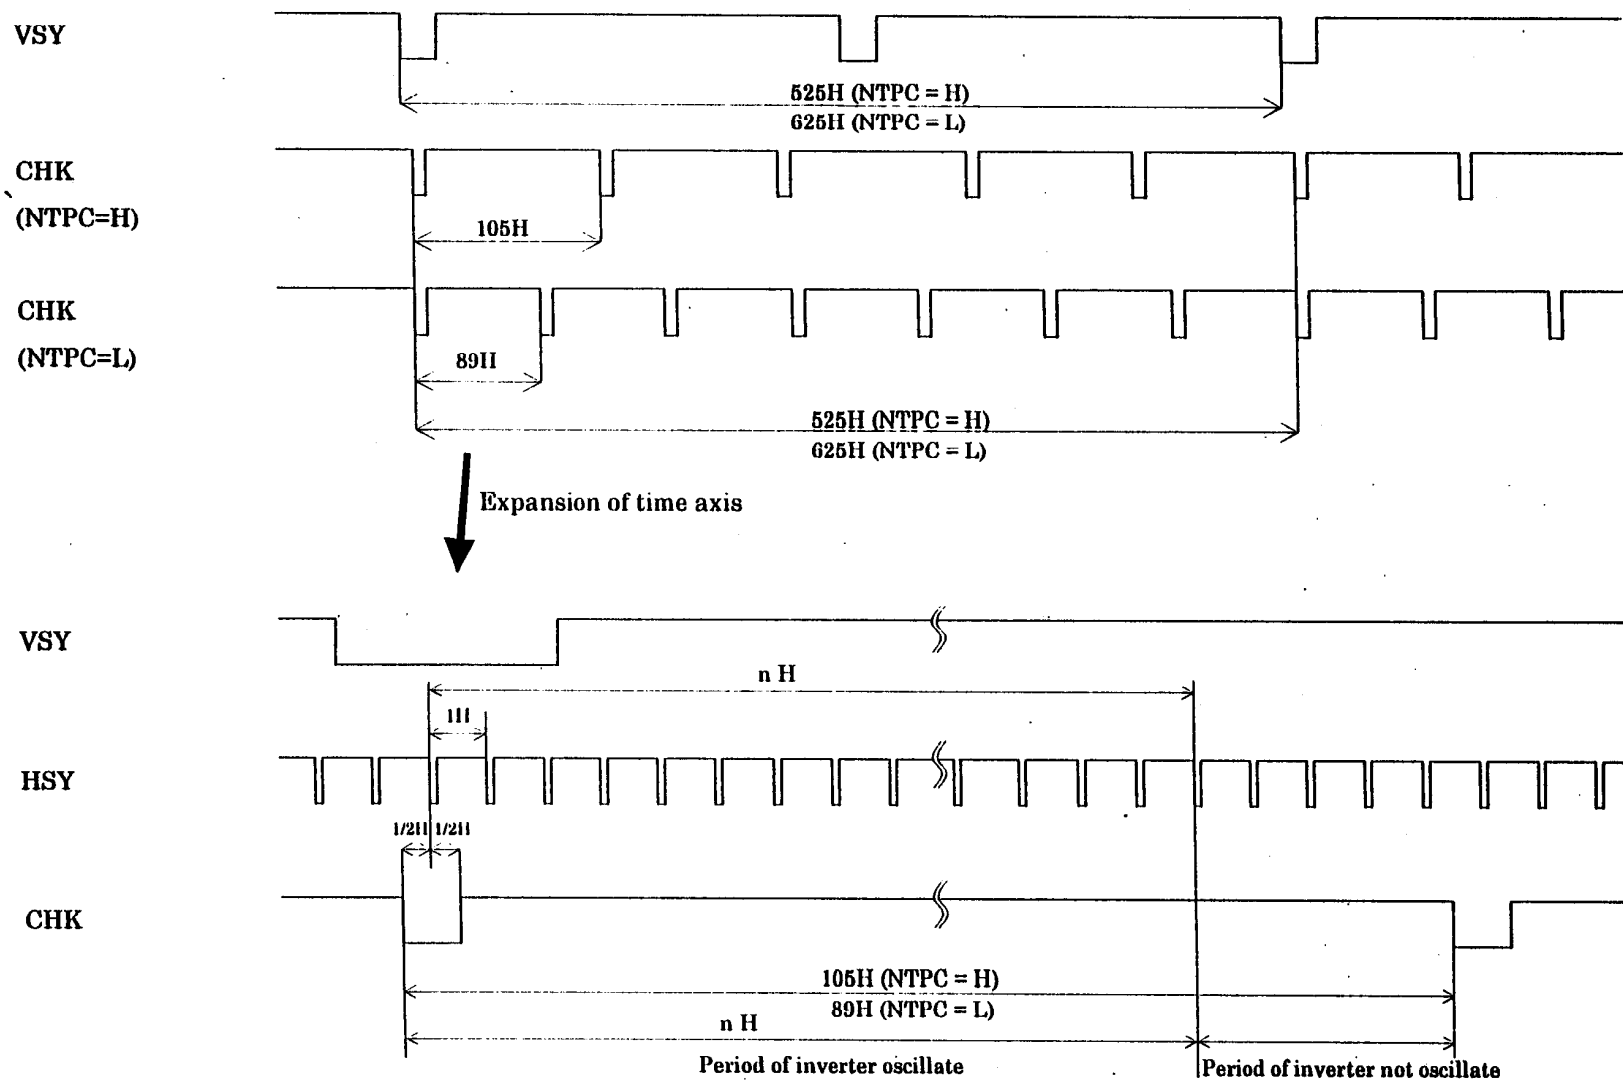 VSY
525H (NTPC = H)
625H (NTPC = L)
CHK
(NTPC=H)
105H
CHK
(NTPC=L)
89H
525H (NTPC = H)
625H (NTPC = L)
Expansion of time axis
VSY
n H
1H
HSY
1/2H 1/2H
CHK
105H (NTPC = H)
89H (NTPC = L)
n H
Period of inverter oscillate
Period of inverter not oscillate